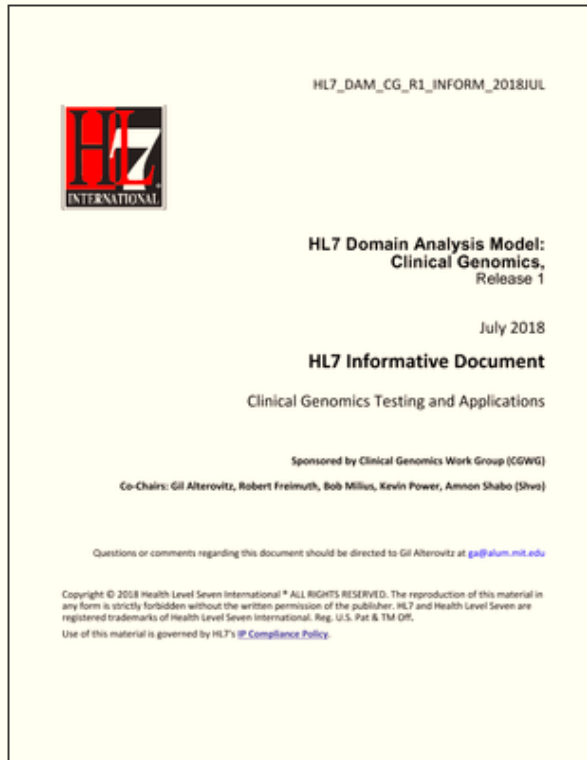 HL7_DAM_CG_R1_INFORM_2018JUL
HL7
INTERNATIONAL
HL7 Domain Analysis Model:
Clinical Genomics,
Release 1
July 2018
HL7 Informative Document
Clinical Genomics Testing and Applications
Sponsored by Clinical Genomics Work Group (CGWG)
Co-Chairs: Gil Alterovitz, Robert Freimuth, Bob Milius, Kevin Power, Amnon Shabo (Shvo)
Questions or comments regarding this document should be directed to Gil Alterovitz at ga@alum.mit.edu
Copyright © 2018 Health Level Seven International ® ALL RIGHTS RESERVED. The reproduction of this material in
any form is strictly forbidden without the written permission of the publisher. HL7 and Health Level Seven are
registered trademarks of Health Level Seven International. Reg. U.S. Pat & TM Off.
Use of this material is governed by HL7's IP Compliance Policy.